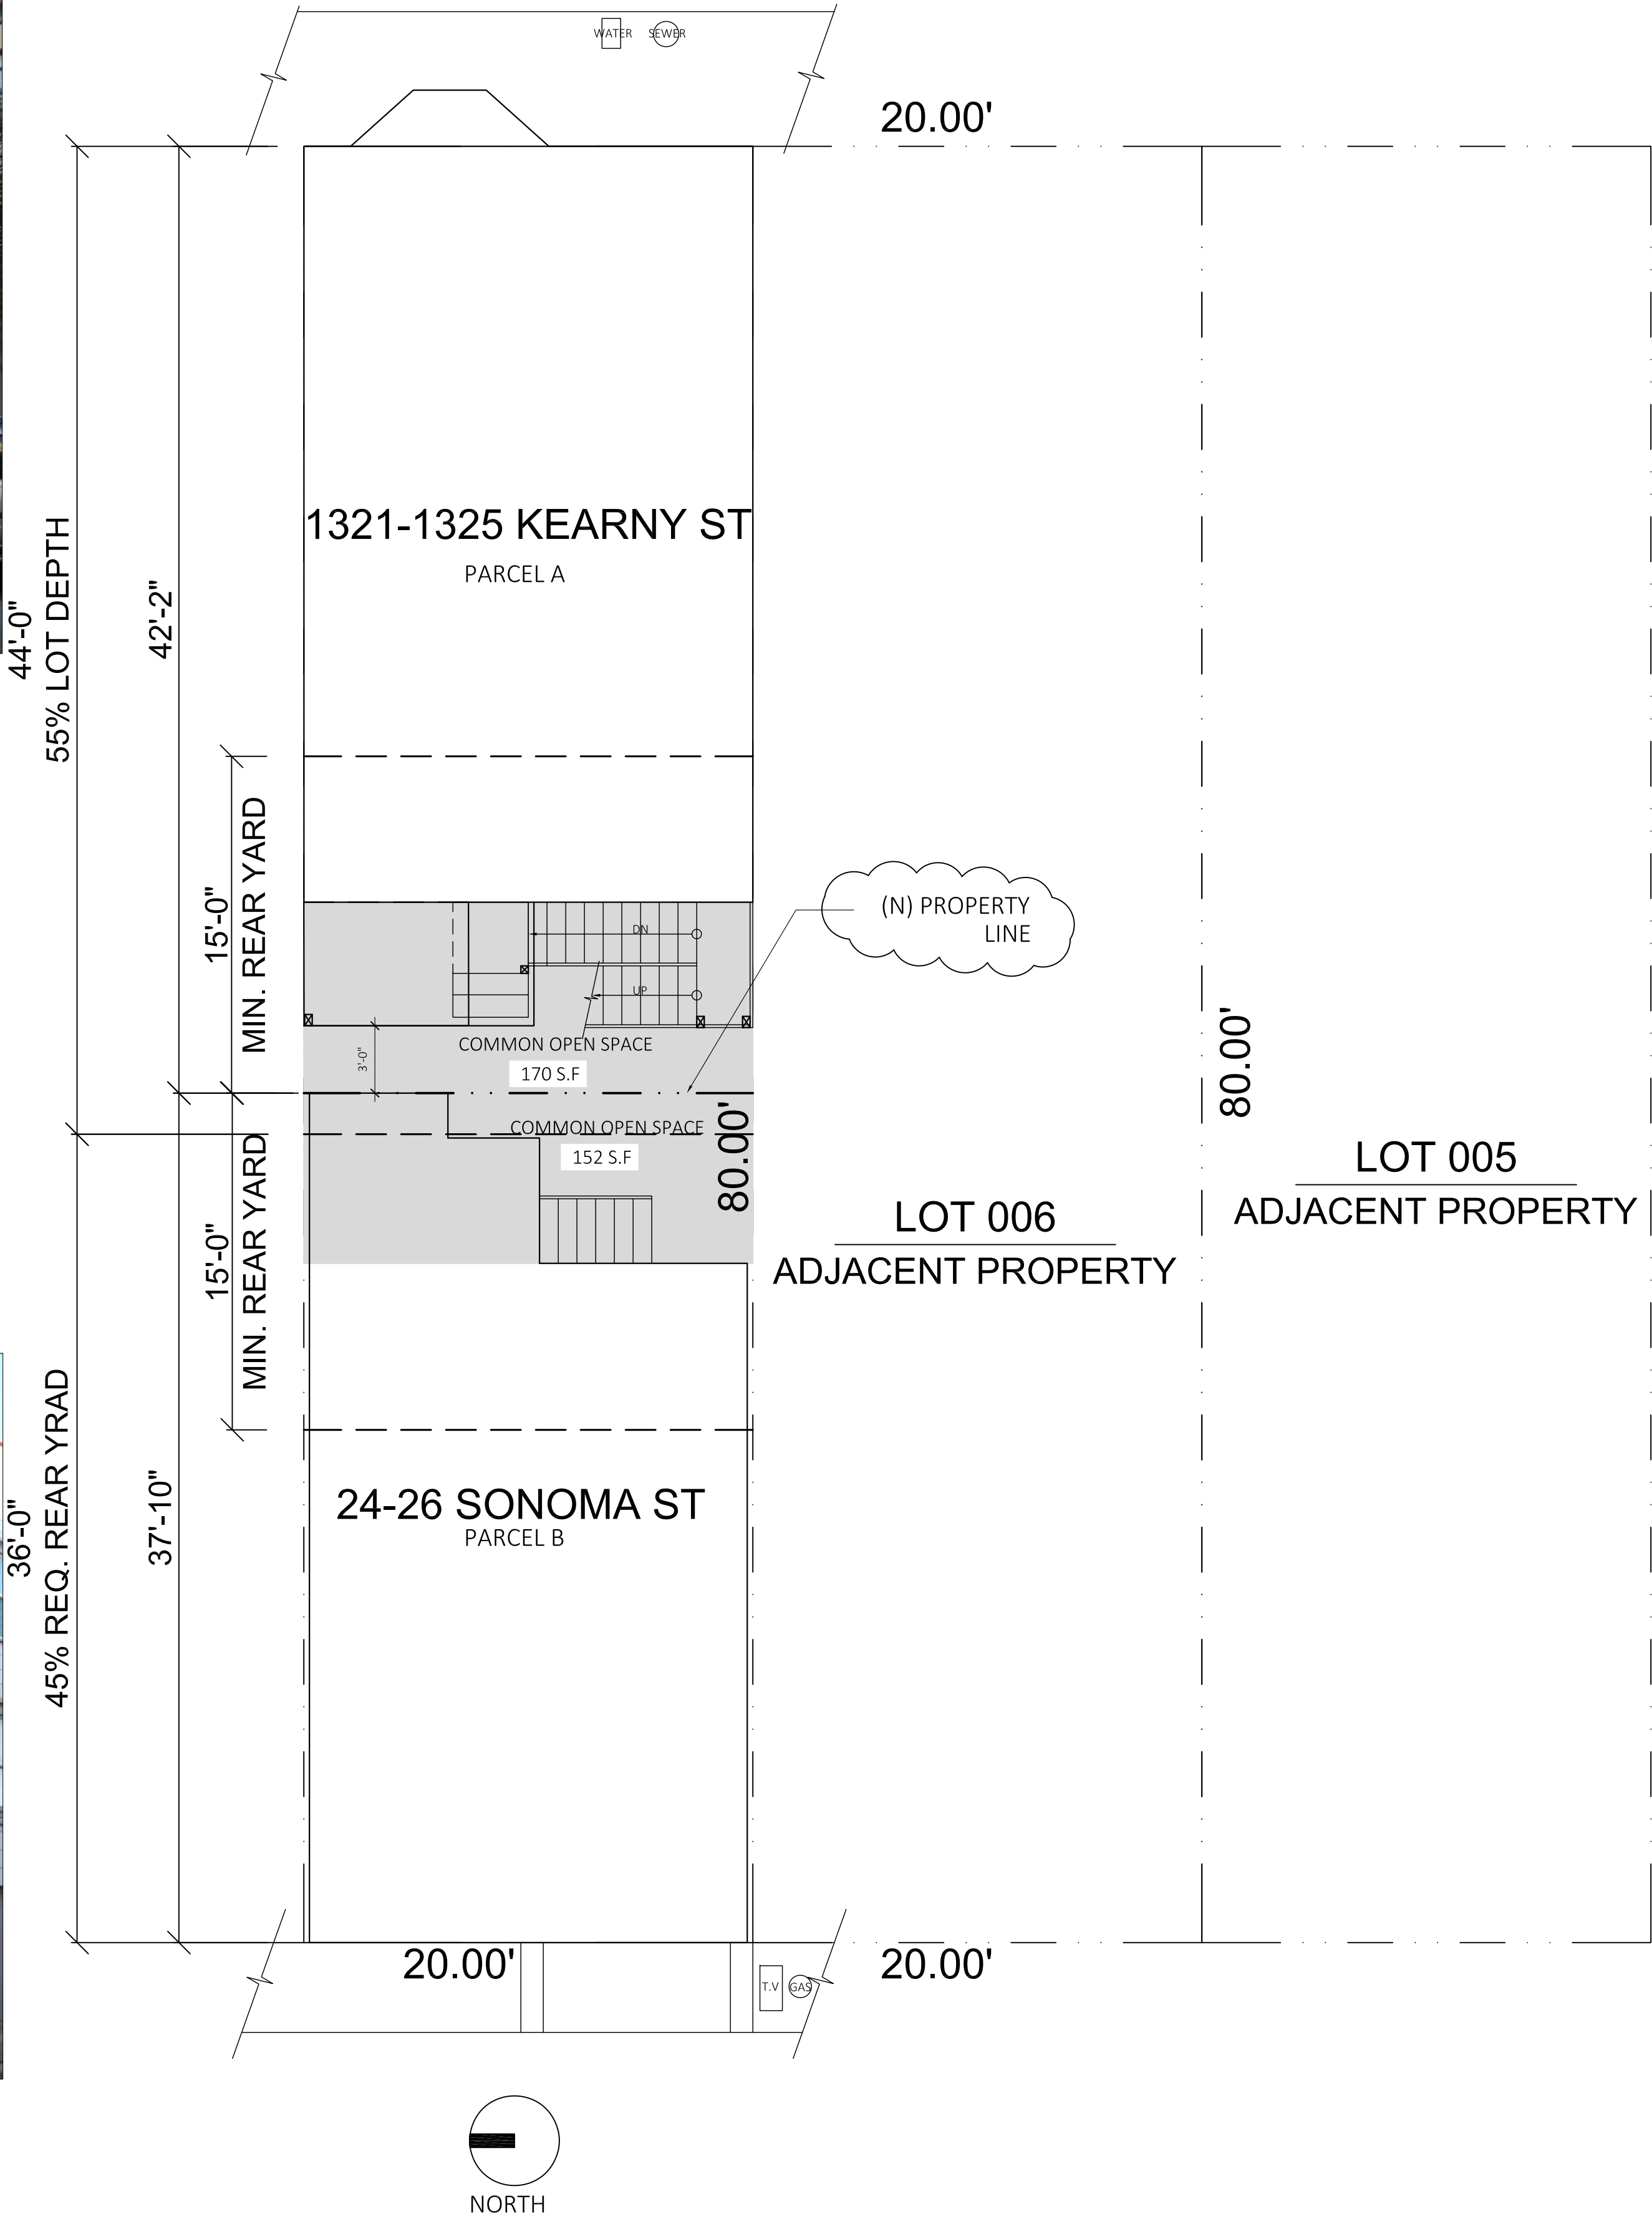 WATER
SEWER
20.00'
1321-1325 KEARNY ST
PARCEL A
44'-0"
55% LOT DEPTH
42'-2"
15'-0"
MIN. REAR YARD
(N) PROPERTY
LINE
DN
UP
3'-0"
COMMON OPEN SPACE
170 S.F
COMMON OPEN SPACE
152 S.F
80.00'
80.00'
LOT 006
ADJACENT PROPERTY
LOT 005
ADJACENT PROPERTY
15'-0"
MIN. REAR YARD
36'-0"
45% REQ. REAR YRAD
37'-10"
24-26 SONOMA ST
PARCEL B
20.00'
20.00'
T.V
GAS
NORTH